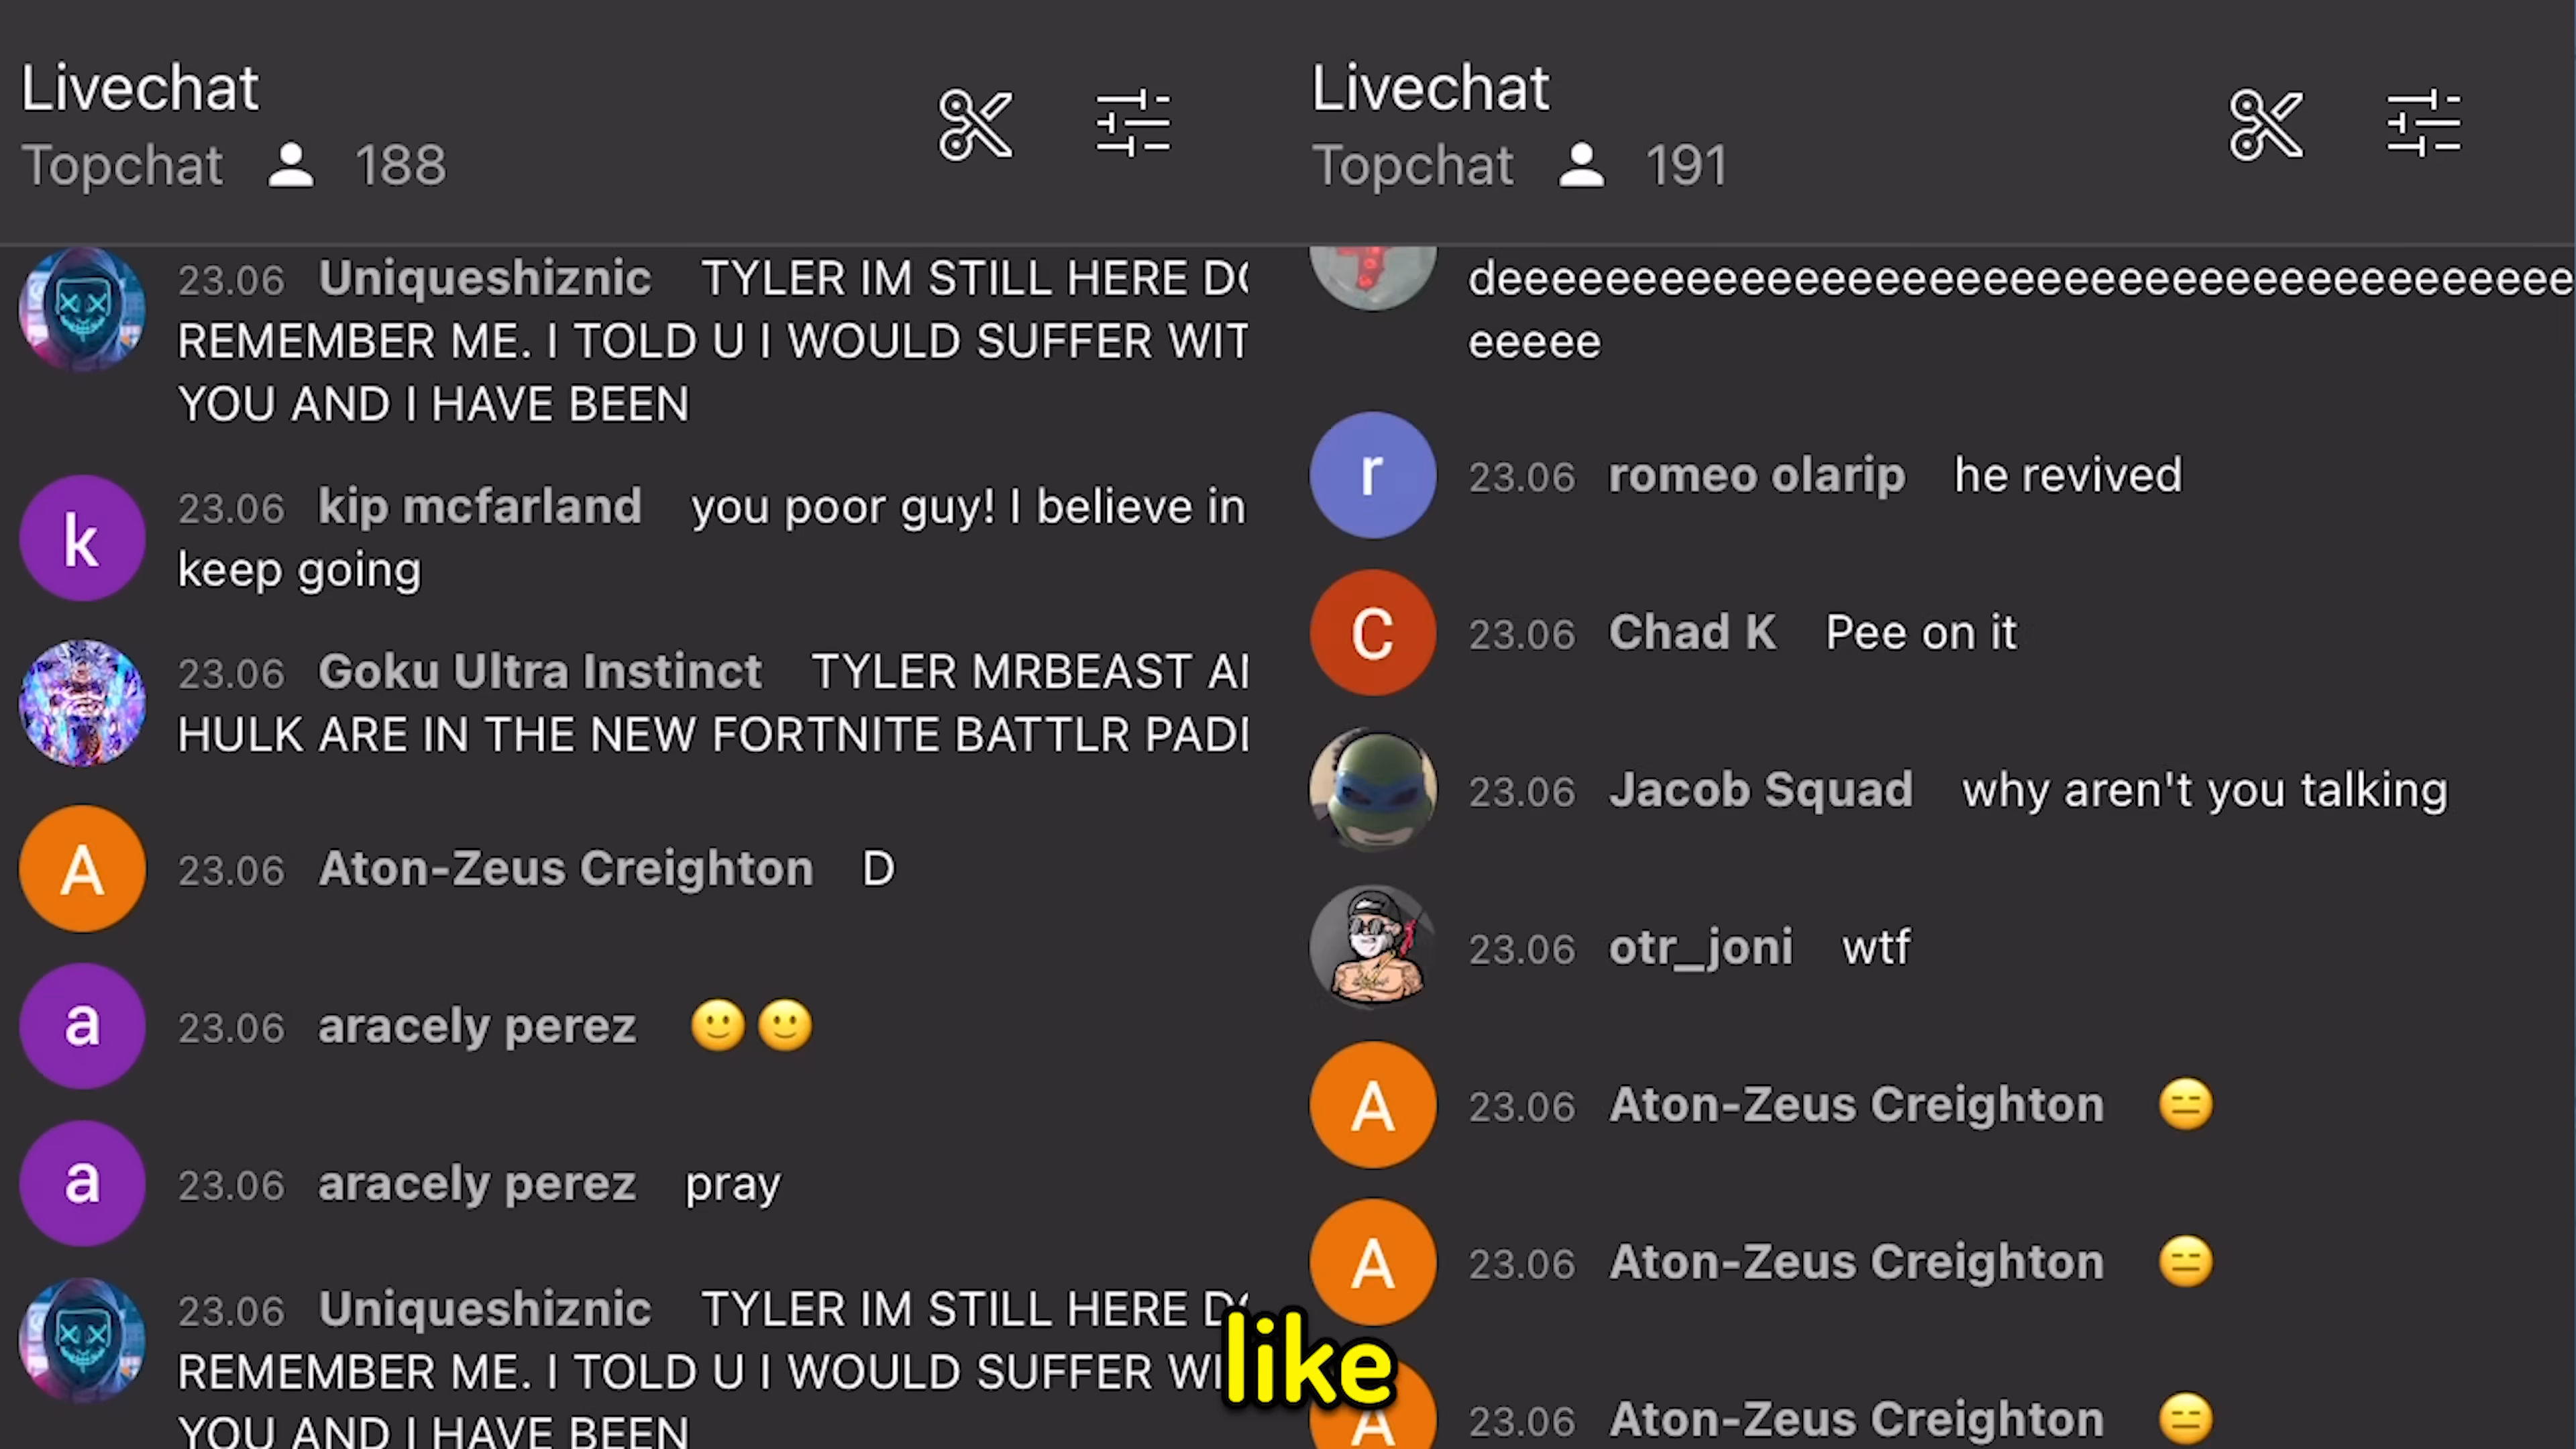 Livechat
Topchat 188
23.06 Uniqueshiznic TYLER IM STILL HERE
REMEMBER ME. I TOLD U I WOULD SUFFER
YOU AND I HAVE BEEN
k 23.06 kip mcfarland you poor guy! I believe in
keep going
23.06 Goku Ultra Instinct TYLER MRBEAST
HULK ARE IN THE NEW FORTNITE BATTLR
A 23.06 Aton-Zeus Creighton D
a 23.06 aracely perez 🙂🙂
a 23.06 aracely perez pray
23.06 Uniqueshiznic TYLER IM STILL HERE
REMEMBER ME. I TOLD U I WOULD SUFFER
YOU AND I HAVE BEEN
Livechat
Topchat 191
eeeee
r 23.06 romeo olarip he revived
C 23.06 Chad K Pee on it
23.06 Jacob Squad why aren't you talking
23.06 otr_joni wtf
A 23.06 Aton-Zeus Creighton 😑
A 23.06 Aton-Zeus Creighton 😑
A 23.06 Aton-Zeus Creighton 😑
like